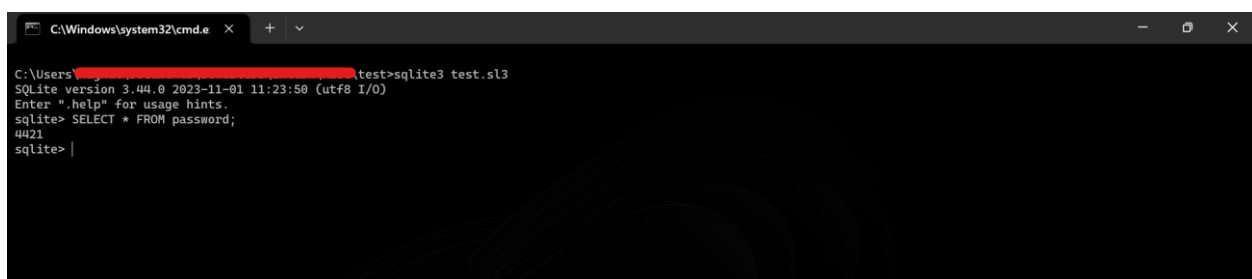 C:\Windows\system32\cmd.e
C:\Users\ \test>sqlite3 test.sl3
SQLite version 3.44.0 2023-11-01 11:23:50 (utf8 I/O)
Enter ".help" for usage hints.
sqlite> SELECT * FROM password;
4421
sqlite>